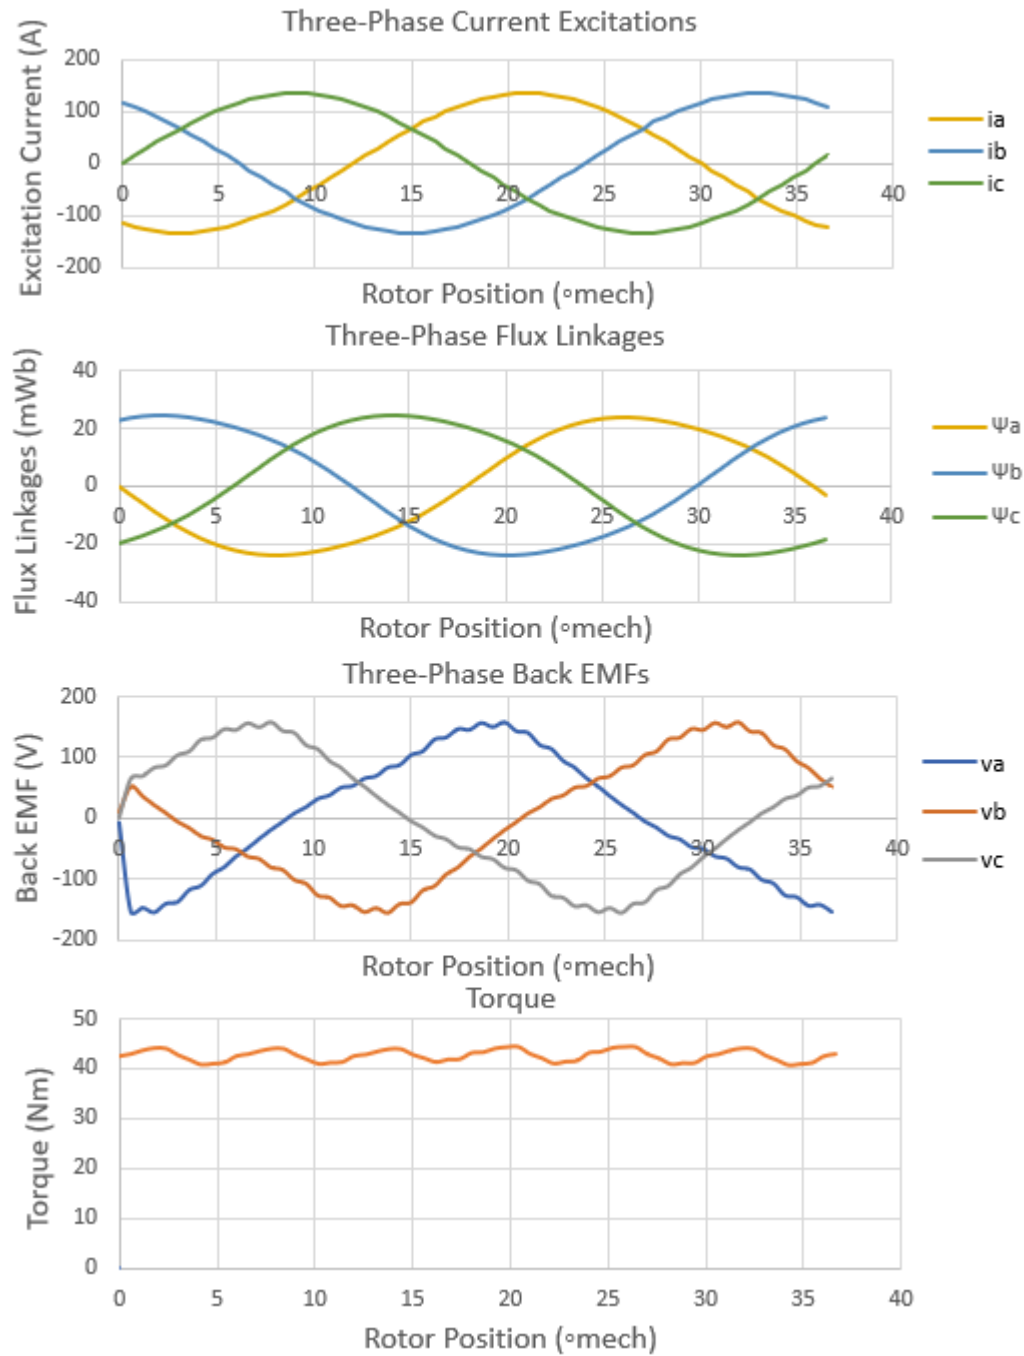 Three-Phase Current Excitations
Excitation Current (A)
200
100
0
-100
-200
0 5 10 15 20 25 30 35 40
Rotor Position (∘mech)
ia
ib
ic
Three-Phase Flux Linkages
Flux Linkages (mWb)
40
20
0
-20
-40
0 5 10 15 20 25 30 35 40
Rotor Position (∘mech)
Ψa
Ψb
Ψc
Three-Phase Back EMFs
Back EMF (V)
200
100
0
-100
-200
0 5 10 15 20 25 30 35 40
Rotor Position (∘mech)
va
vb
vc
Torque
Torque (Nm)
50
40
30
20
10
0
0 5 10 15 20 25 30 35 40
Rotor Position (∘mech)